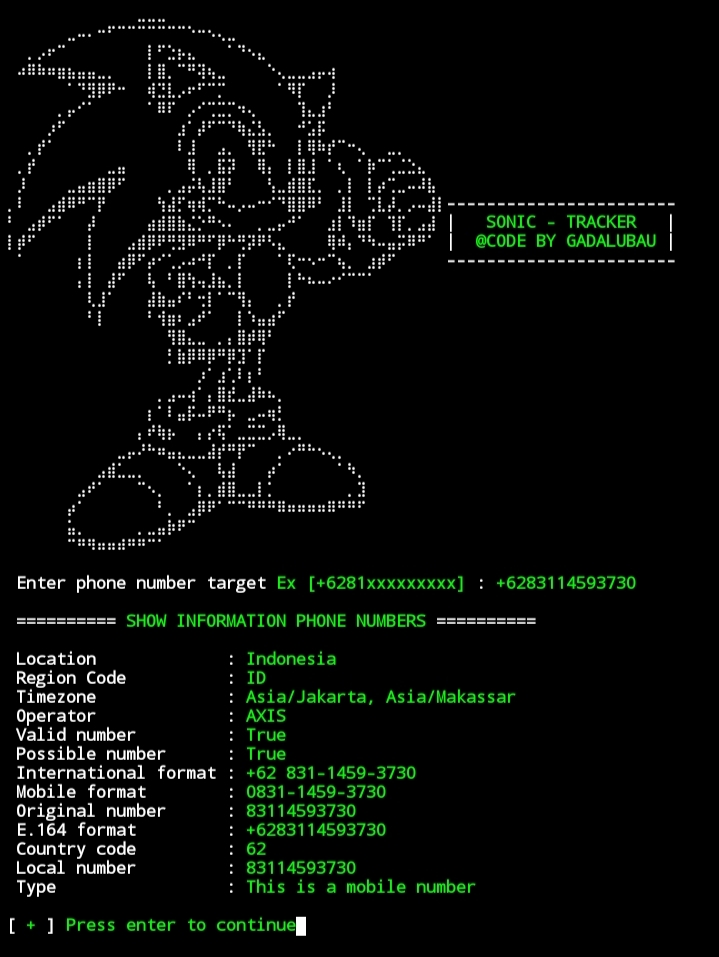 SONIC - TRACKER
@CODE BY GADALUBAU
Enter phone number target Ex [+6281xxxxxxxxx] : +6283114593730
========== SHOW INFORMATION PHONE NUMBERS ==========
Location : Indonesia
Region Code : ID
Timezone : Asia/Jakarta, Asia/Makassar
Operator : AXIS
Valid number : True
Possible number : True
International format : +62 831-1459-3730
Mobile format : 0831-1459-3730
Original number : 83114593730
E.164 format : +6283114593730
Country code : 62
Local number : 83114593730
Type : This is a mobile number
[ + ] Press enter to continue